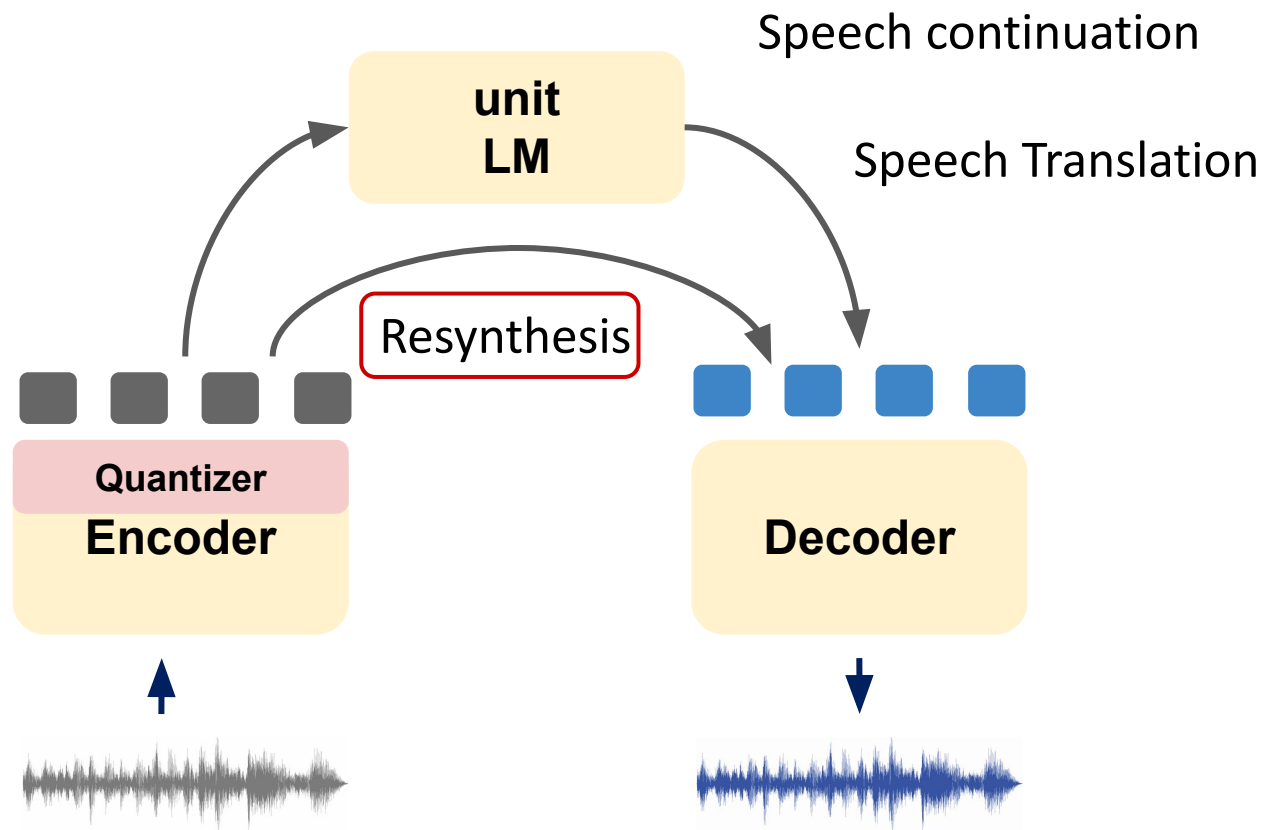 Speech continuation
unit
LM
Speech Translation
Resynthesis
Quantizer
Encoder
Decoder